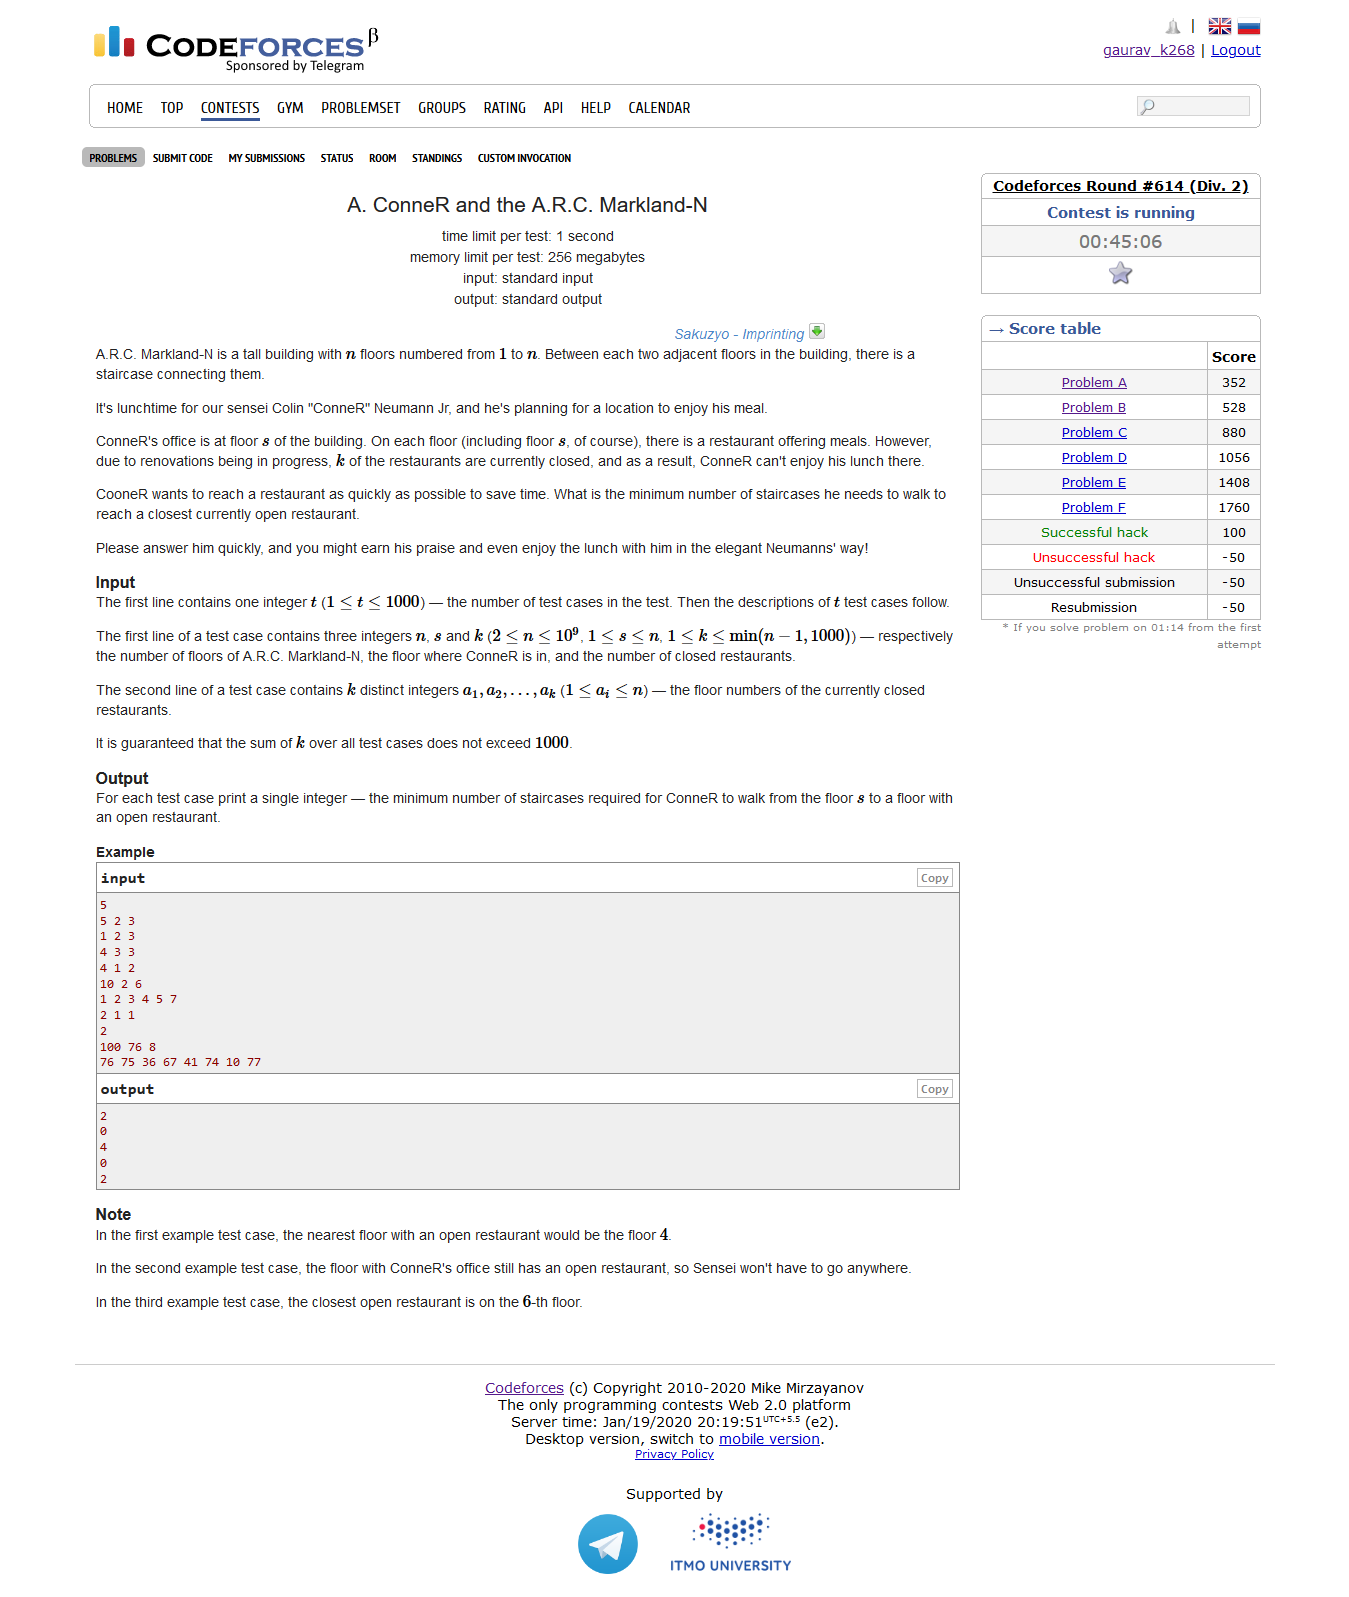 CODEFORCES β
Sponsored by Telegram
|
gaurav_k268 | Logout
HOME TOP CONTESTS GYM PROBLEMSET GROUPS RATING API HELP CALENDAR
PROBLEMS SUBMIT CODE MY SUBMISSIONS STATUS ROOM STANDINGS CUSTOM INVOCATION
A. ConneR and the A.R.C. Markland-N
time limit per test: 1 second
memory limit per test: 256 megabytes
input: standard input
output: standard output
Sakuzyo - Imprinting
A.R.C. Markland-N is a tall building with n floors numbered from 1 to n. Between each two adjacent floors in the building, there is a
staircase connecting them.
It's lunchtime for our sensei Colin "ConneR" Neumann Jr, and he's planning for a location to enjoy his meal.
ConneR's office is at floor s of the building. On each floor (including floor s, of course), there is a restaurant offering meals. However,
due to renovations being in progress, k of the restaurants are currently closed, and as a result, ConneR can't enjoy his lunch there.
CooneR wants to reach a restaurant as quickly as possible to save time. What is the minimum number of staircases he needs to walk to
reach a closest currently open restaurant.
Please answer him quickly, and you might earn his praise and even enjoy the lunch with him in the elegant Neumanns' way!
Input
The first line contains one integer t (1 ≤ t ≤ 1000) — the number of test cases in the test. Then the descriptions of t test cases follow.
The first line of a test case contains three integers n, s and k (2 ≤ n ≤ 10⁹, 1 ≤ s ≤ n, 1 ≤ k ≤ min(n − 1, 1000)) — respectively
the number of floors of A.R.C. Markland-N, the floor where ConneR is in, and the number of closed restaurants.
The second line of a test case contains k distinct integers a₁, a₂, …, aₖ (1 ≤ aᵢ ≤ n) — the floor numbers of the currently closed
restaurants.
It is guaranteed that the sum of k over all test cases does not exceed 1000.
Output
For each test case print a single integer — the minimum number of staircases required for ConneR to walk from the floor s to a floor with
an open restaurant.
Example
input Copy
5
5 2 3
1 2 3
4 3 3
4 1 2
10 2 6
1 2 3 4 5 7
2 1 1
2
100 76 8
76 75 36 67 41 74 10 77
output Copy
2
0
4
0
2
Note
In the first example test case, the nearest floor with an open restaurant would be the floor 4.
In the second example test case, the floor with ConneR's office still has an open restaurant, so Sensei won't have to go anywhere.
In the third example test case, the closest open restaurant is on the 6-th floor.
Codeforces Round #614 (Div. 2)
Contest is running
00:45:06
→ Score table
Score
Problem A 352
Problem B 528
Problem C 880
Problem D 1056
Problem E 1408
Problem F 1760
Successful hack 100
Unsuccessful hack -50
Unsuccessful submission -50
Resubmission -50
* If you solve problem on 01:14 from the first
attempt
Codeforces (c) Copyright 2010-2020 Mike Mirzayanov
The only programming contests Web 2.0 platform
Server time: Jan/19/2020 20:19:51 UTC+5.5 (e2).
Desktop version, switch to mobile version.
Privacy Policy
Supported by
ITMO UNIVERSITY